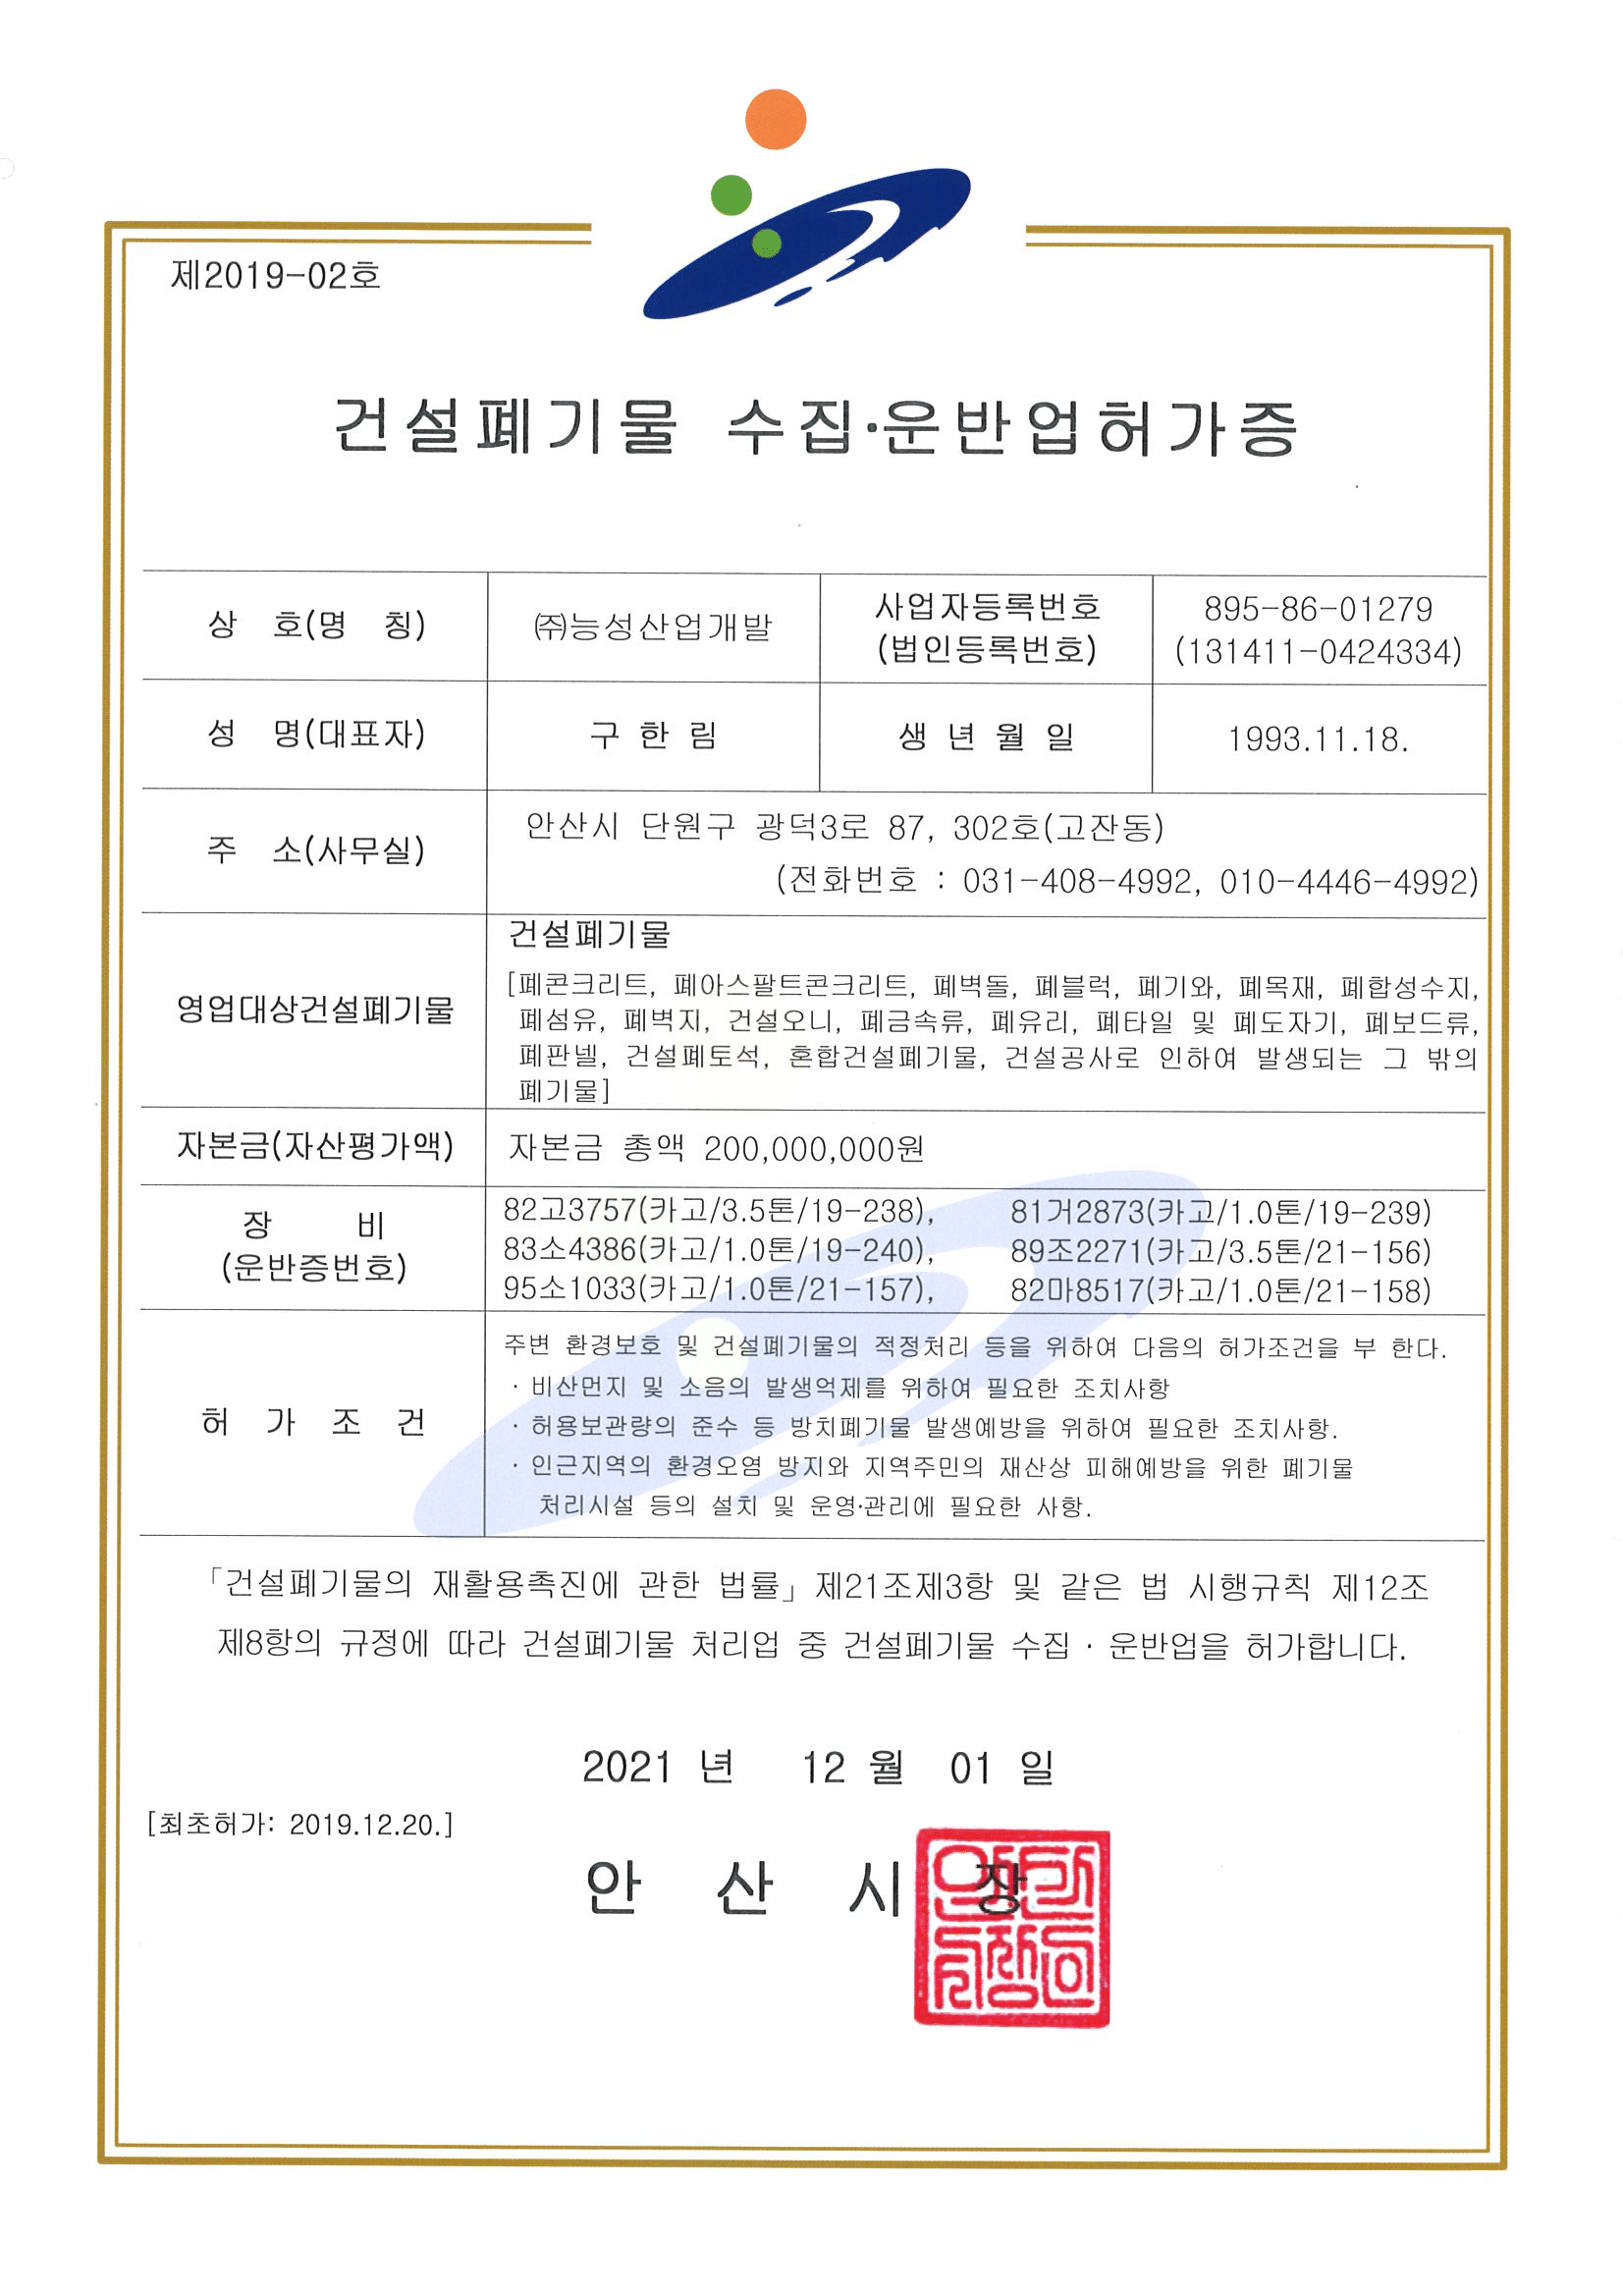 제2019-02호
건설폐기물 수집·운반업허가증
상 호(명 칭)
㈜능성산업개발
사업자등록번호
(법인등록번호)
895-86-01279
(131411-0424334)
성 명(대표자)
구 한 림
생 년 월 일
1993.11.18.
주 소(사무실)
안산시 단원구 광덕3로 87, 302호(고잔동)
(전화번호 : 031-408-4992, 010-4446-4992)
영업대상건설폐기물
건설폐기물
[폐콘크리트, 폐아스팔트콘크리트, 폐벽돌, 폐블럭, 폐기와, 폐목재, 폐합성수지,
폐섬유, 폐벽지, 건설오니, 폐금속류, 폐유리, 폐타일 및 폐도자기, 폐보드류,
폐판넬, 건설폐토석, 혼합건설폐기물, 건설공사로 인하여 발생되는 그 밖의
폐기물]
자본금(자산평가액)
자본금 총액 200,000,000원
장 비
(운반증번호)
82고3757(카고/3.5톤/19-238), 81거2873(카고/1.0톤/19-239)
83소4386(카고/1.0톤/19-240), 89조2271(카고/3.5톤/21-156)
95소1033(카고/1.0톤/21-157), 82마8517(카고/1.0톤/21-158)
허 가 조 건
주변 환경보호 및 건설폐기물의 적정처리 등을 위하여 다음의 허가조건을 부 한다.
· 비산먼지 및 소음의 발생억제를 위하여 필요한 조치사항
· 허용보관량의 준수 등 방치폐기물 발생예방을 위하여 필요한 조치사항.
· 인근지역의 환경오염 방지와 지역주민의 재산상 피해예방을 위한 폐기물
처리시설 등의 설치 및 운영·관리에 필요한 사항.
「건설폐기물의 재활용촉진에 관한 법률」제21조제3항 및 같은 법 시행규칙 제12조
제8항의 규정에 따라 건설폐기물 처리업 중 건설폐기물 수집 · 운반업을 허가합니다.
2021 년 12 월 01 일
[최초허가: 2019.12.20.]
안 산 시 장